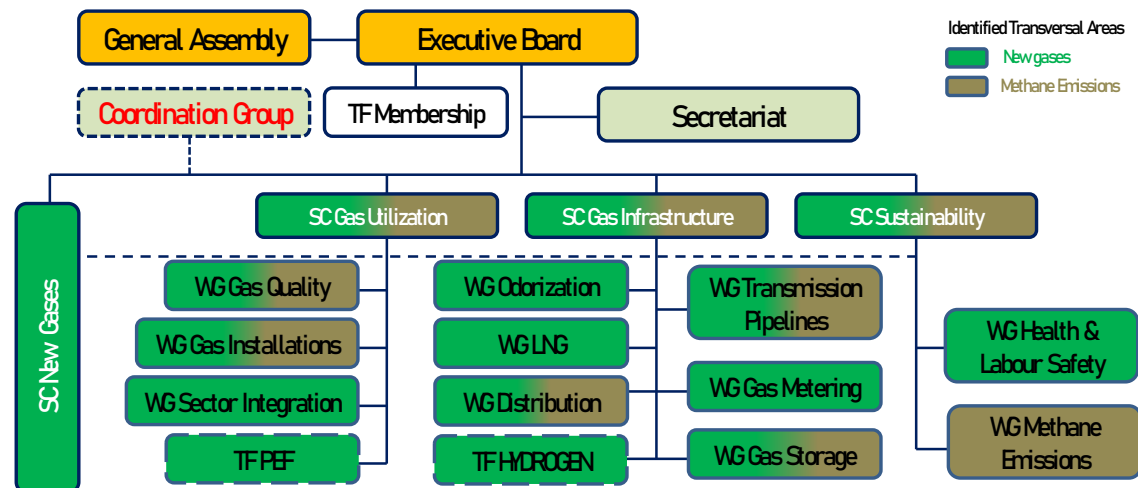 General Assembly
Executive Board
Identified Transversal Areas
New gases
Methane Emissions
Coordination Group
TF Membership
Secretariat
SC New Gases
SC Gas Utilization
SC Gas Infrastructure
SC Sustainability
WG Gas Quality
WG Gas Installations
WG Sector Integration
TF PEF
WG Odorization
WG LNG
WG Distribution
TF HYDROGEN
WG Transmission
Pipelines
WG Gas Metering
WG Gas Storage
WG Health &
Labour Safety
WG Methane
Emissions